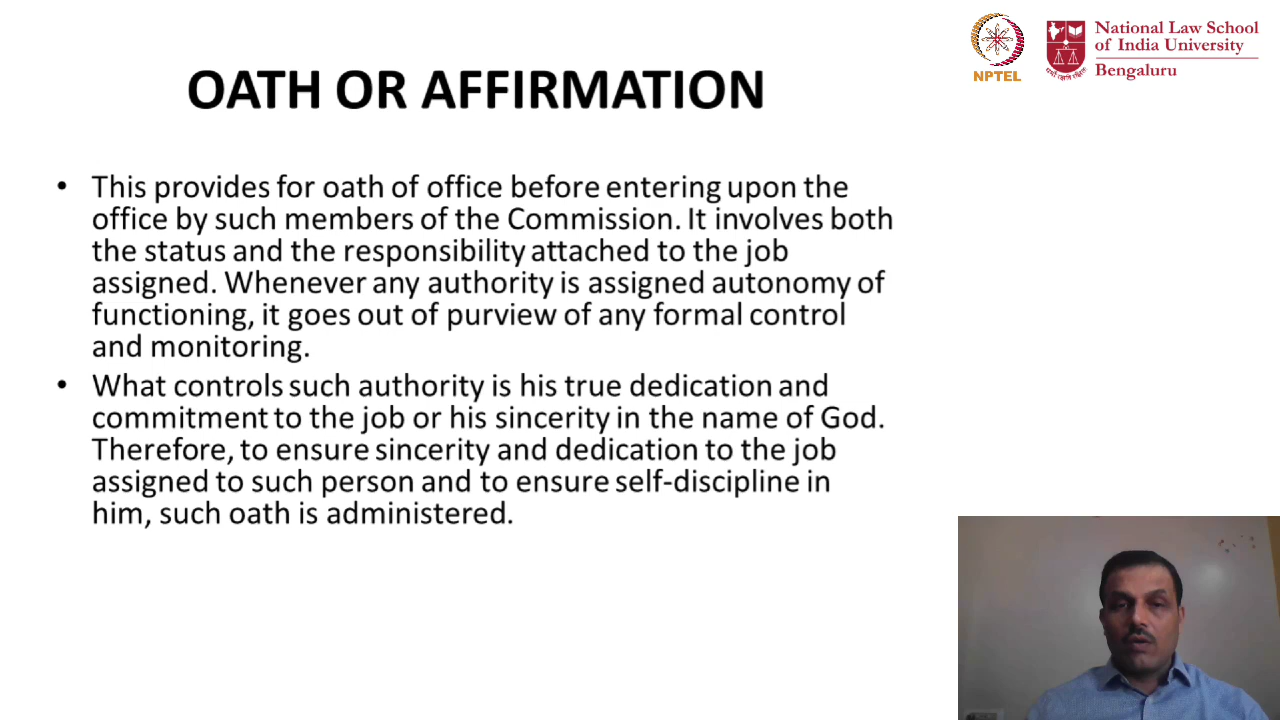 National Law School
of India University
Bengaluru
NPTEL
OATH OR AFFIRMATION
• This provides for oath of office before entering upon the
office by such members of the Commission. It involves both
the status and the responsibility attached to the job
assigned. Whenever any authority is assigned autonomy of
functioning, it goes out of purview of any formal control
and monitoring.
• What controls such authority is his true dedication and
commitment to the job or his sincerity in the name of God.
Therefore, to ensure sincerity and dedication to the job
assigned to such person and to ensure self-discipline in
him, such oath is administered.